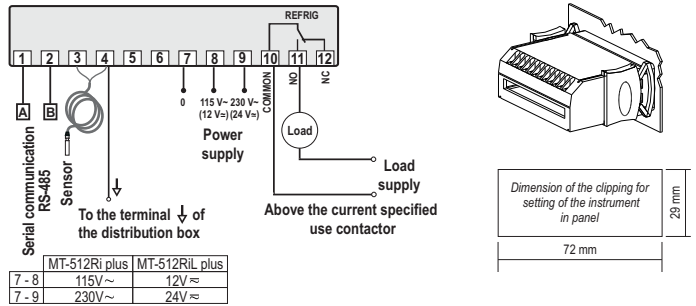 REFRIG
1 2 3 4 5 6 7 8 9 10 11 12
A B
0 115 V~ 230 V~
(12 V≂) (24 V≂)
COMMON
NO
NC
Power
supply
Load
Serial communication
RS-485
Sensor
Load
supply
To the terminal ⏚ of
the distribution box
Above the current specified
use contactor
MT-512Ri plus MT-512RiL plus
7 - 8 115V~ 12V≂
7 - 9 230V~ 24V≂
Dimension of the clipping for
setting of the instrument
in panel
29 mm
72 mm